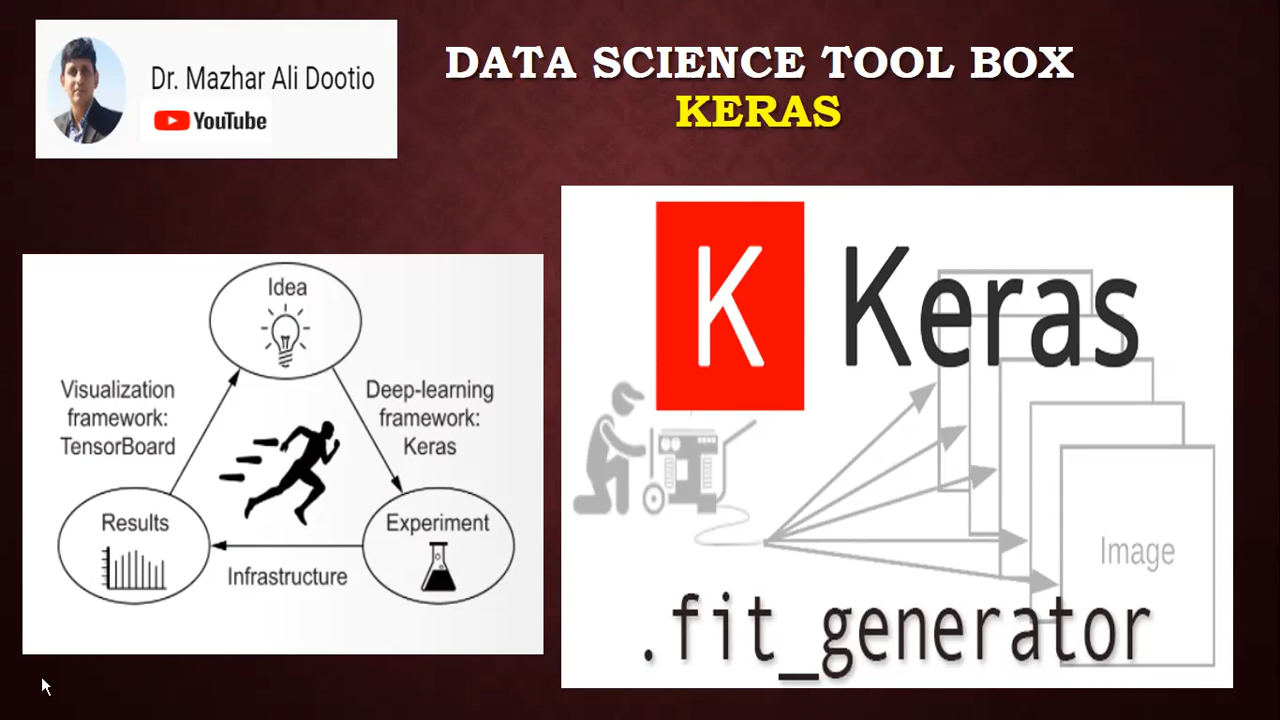 Dr. Mazhar Ali Dootio
YouTube
DATA SCIENCE TOOL BOX
KERAS
Idea
Visualization
framework:
TensorBoard
Deep-learning
framework:
Keras
Results
Experiment
Infrastructure
K Keras
Image
.fit_generator